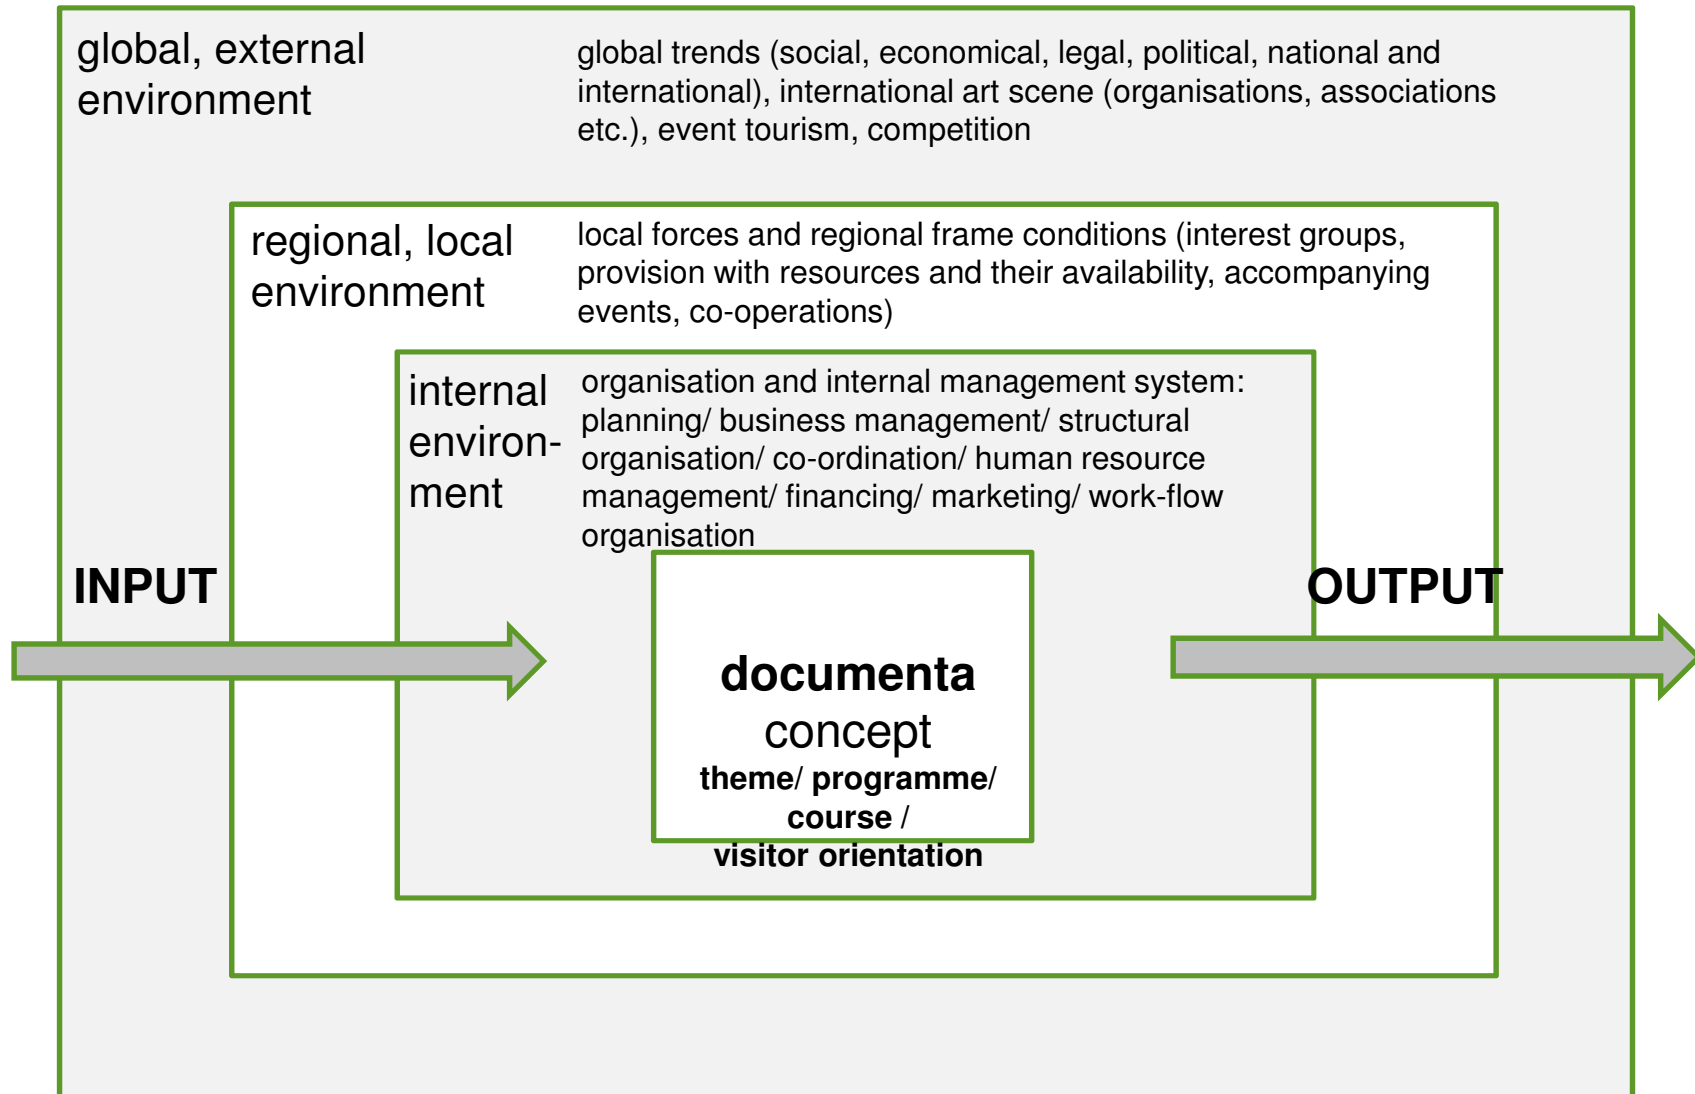 global, external
environment
global trends (social, economical, legal, political, national and
international), international art scene (organisations, associations
etc.), event tourism, competition
regional, local
environment
local forces and regional frame conditions (interest groups,
provision with resources and their availability, accompanying
events, co-operations)
internal
environ-
ment
organisation and internal management system:
planning/ business management/ structural
organisation/ co-ordination/ human resource
management/ financing/ marketing/ work-flow
organisation
INPUT
OUTPUT
documenta
concept
theme/ programme/
course /
visitor orientation